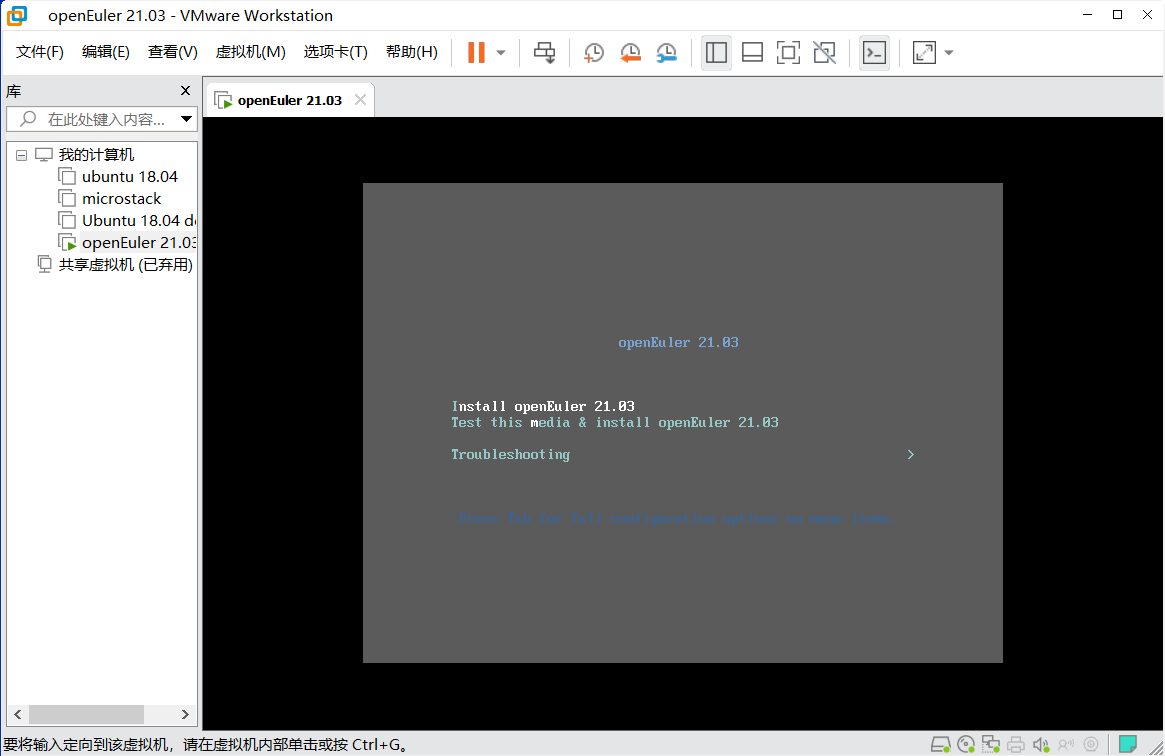 openEuler 21.03 - VMware Workstation
文件(F) 编辑(E) 查看(V) 虚拟机(M) 选项卡(T) 帮助(H)
库
openEuler 21.03
在此处键入内容...
我的计算机
ubuntu 18.04
microstack
Ubuntu 18.04 de
openEuler 21.03
共享虚拟机 (已弃用)
openEuler 21.03
Install openEuler 21.03
Test this media & install openEuler 21.03
Troubleshooting >
Press Tab for full configuration options on menu items.
要将输入定向到该虚拟机，请在虚拟机内部单击或按 Ctrl+G。